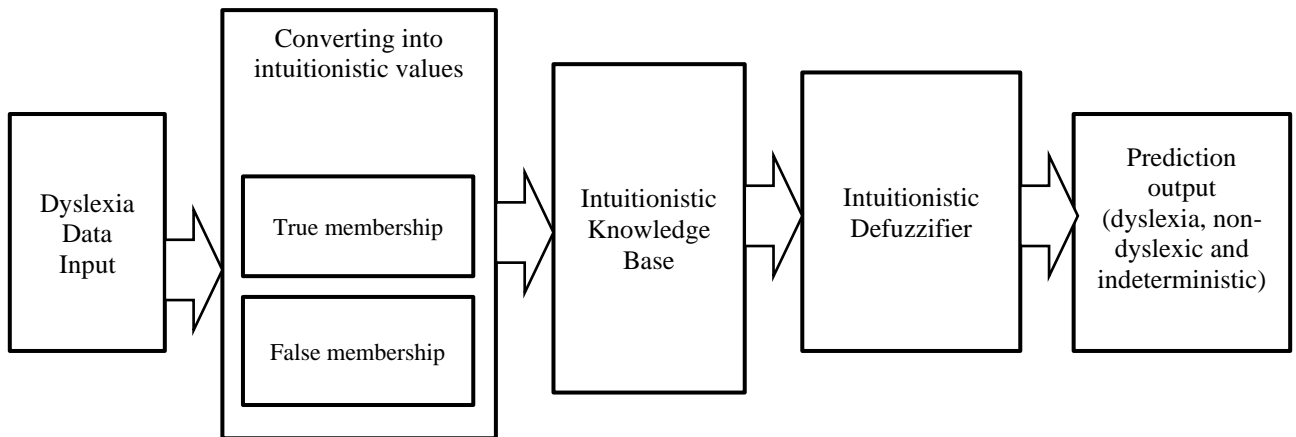 Dyslexia
Data
Input
Converting into
intuitionistic values
True membership
False membership
Intuitionistic
Knowledge
Base
Intuitionistic
Defuzzifier
Prediction
output
(dyslexia, non-
dyslexic and
indeterministic)